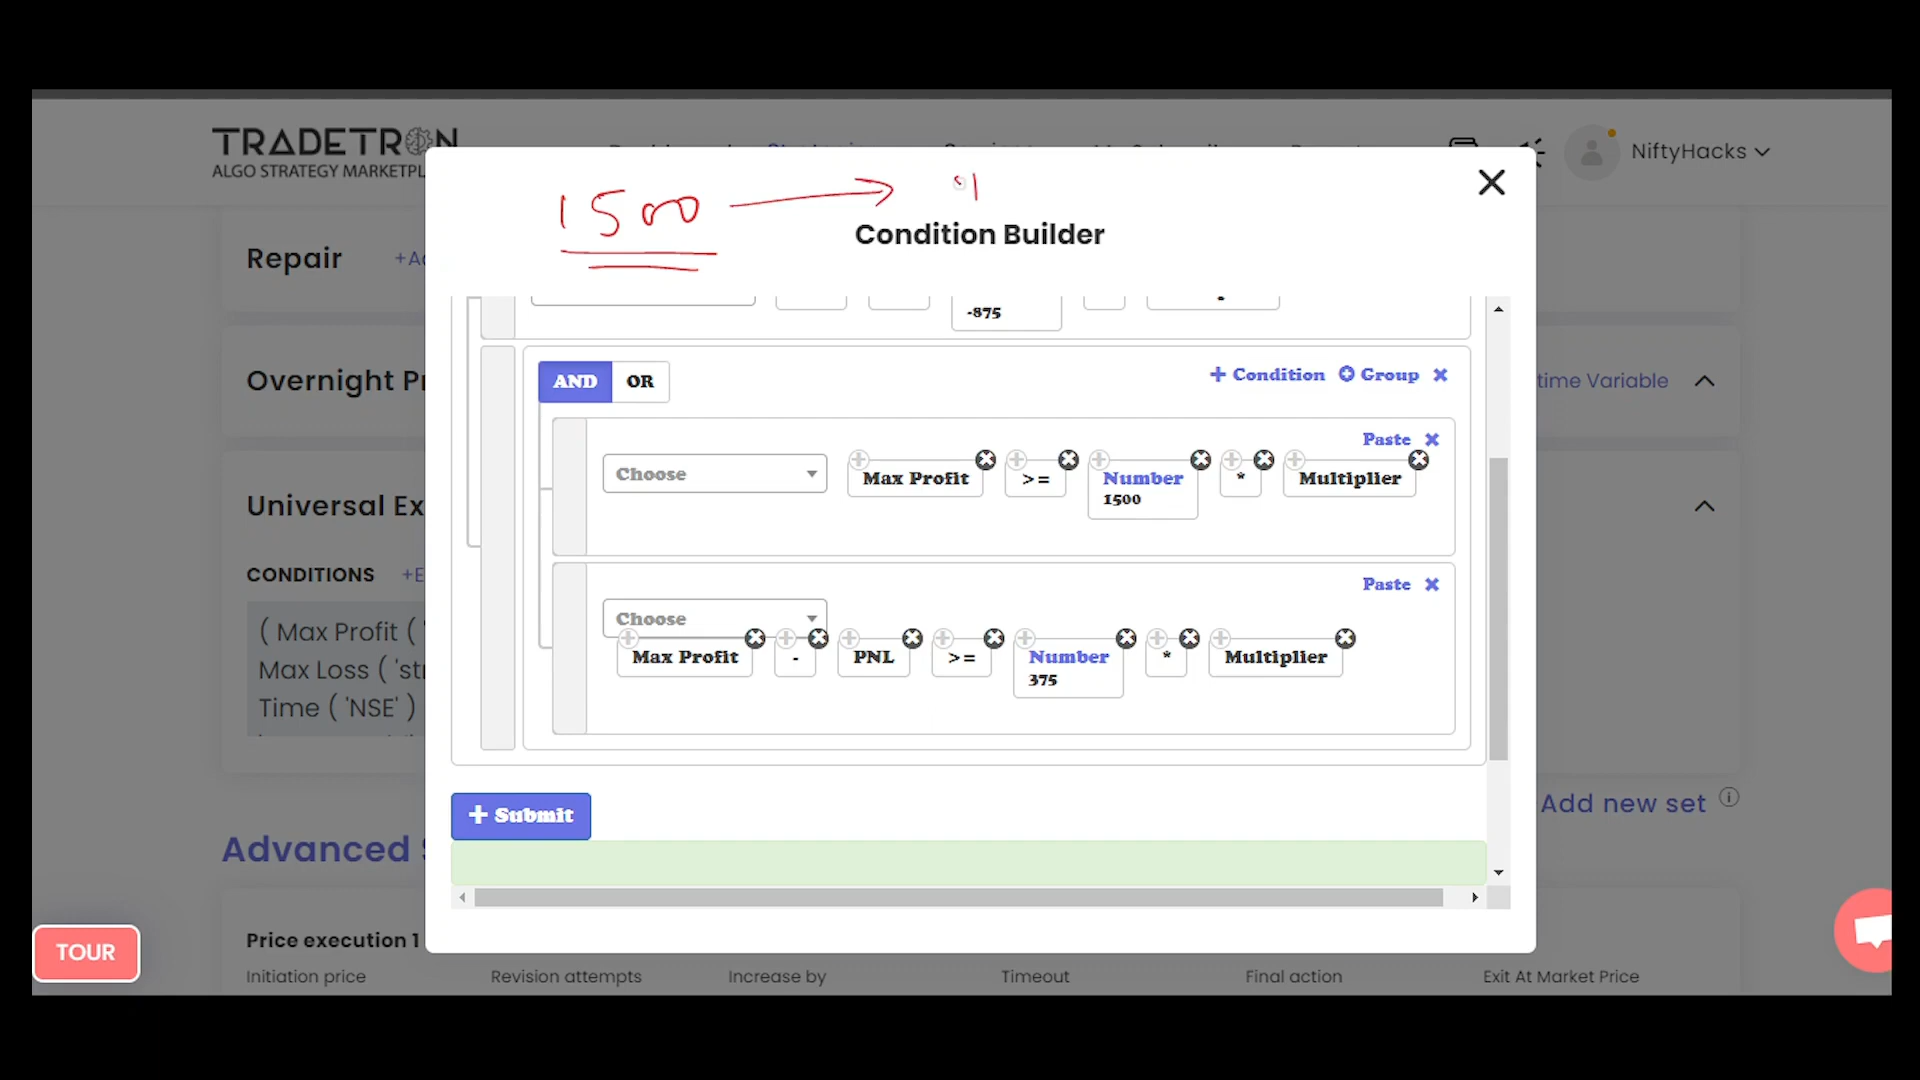 TRADETRON
ALGO STRATEGY MARKETPL
NiftyHacks
1500
Condition Builder
Repair
-875
AND OR
+ Condition Group
Overnight
time Variable
Paste
Choose Max Profit >= Number * Multiplier
1500
Universal Ex
CONDITIONS +E
Paste
Choose
( Max Profit (
Max Profit - PNL >= Number * Multiplier
375
Max Loss ( 'str
Time ( 'NSE' )
Add new set
+ Submit
Advanced
Price execution 1
TOUR
Initiation price Revision attempts Increase by Timeout Final action Exit At Market Price